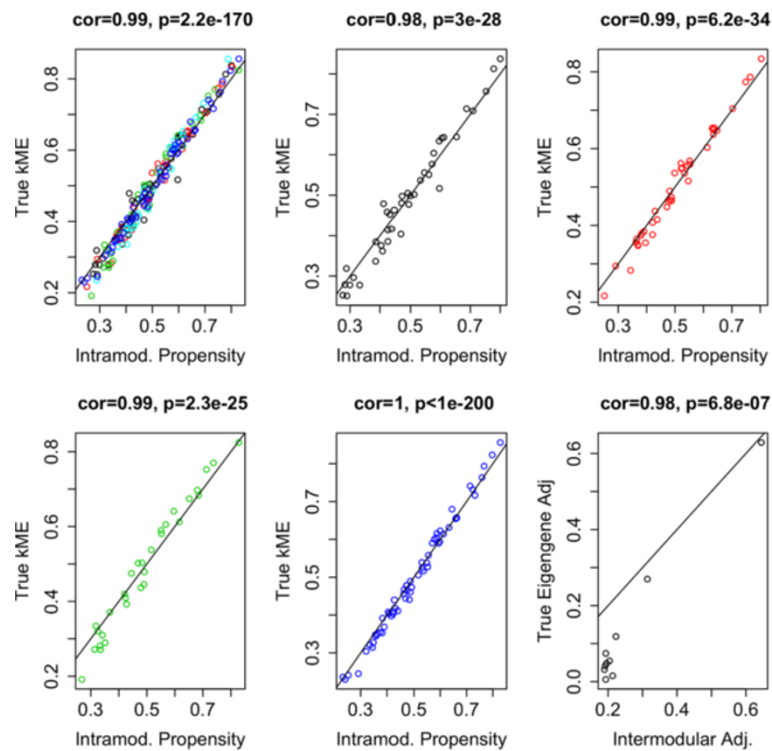 cor=0.99, p=2.2e-170
True kME
0.8
0.6
0.4
0.2
0.3 0.5 0.7
Intramod. Propensity
cor=0.98, p=3e-28
True kME
0.7
0.5
0.3
0.3 0.5 0.7
Intramod. Propensity
cor=0.99, p=6.2e-34
True kME
0.8
0.6
0.4
0.2
0.3 0.5 0.7
Intramod. Propensity
cor=0.99, p=2.3e-25
True kME
0.8
0.6
0.4
0.2
0.3 0.5 0.7
Intramod. Propensity
cor=1, p<1e-200
True kME
0.7
0.5
0.3
0.3 0.5 0.7
Intramod. Propensity
cor=0.98, p=6.8e-07
True Eigengene Adj
0.6
0.4
0.2
0.0
0.2 0.4 0.6
Intermodular Adj.